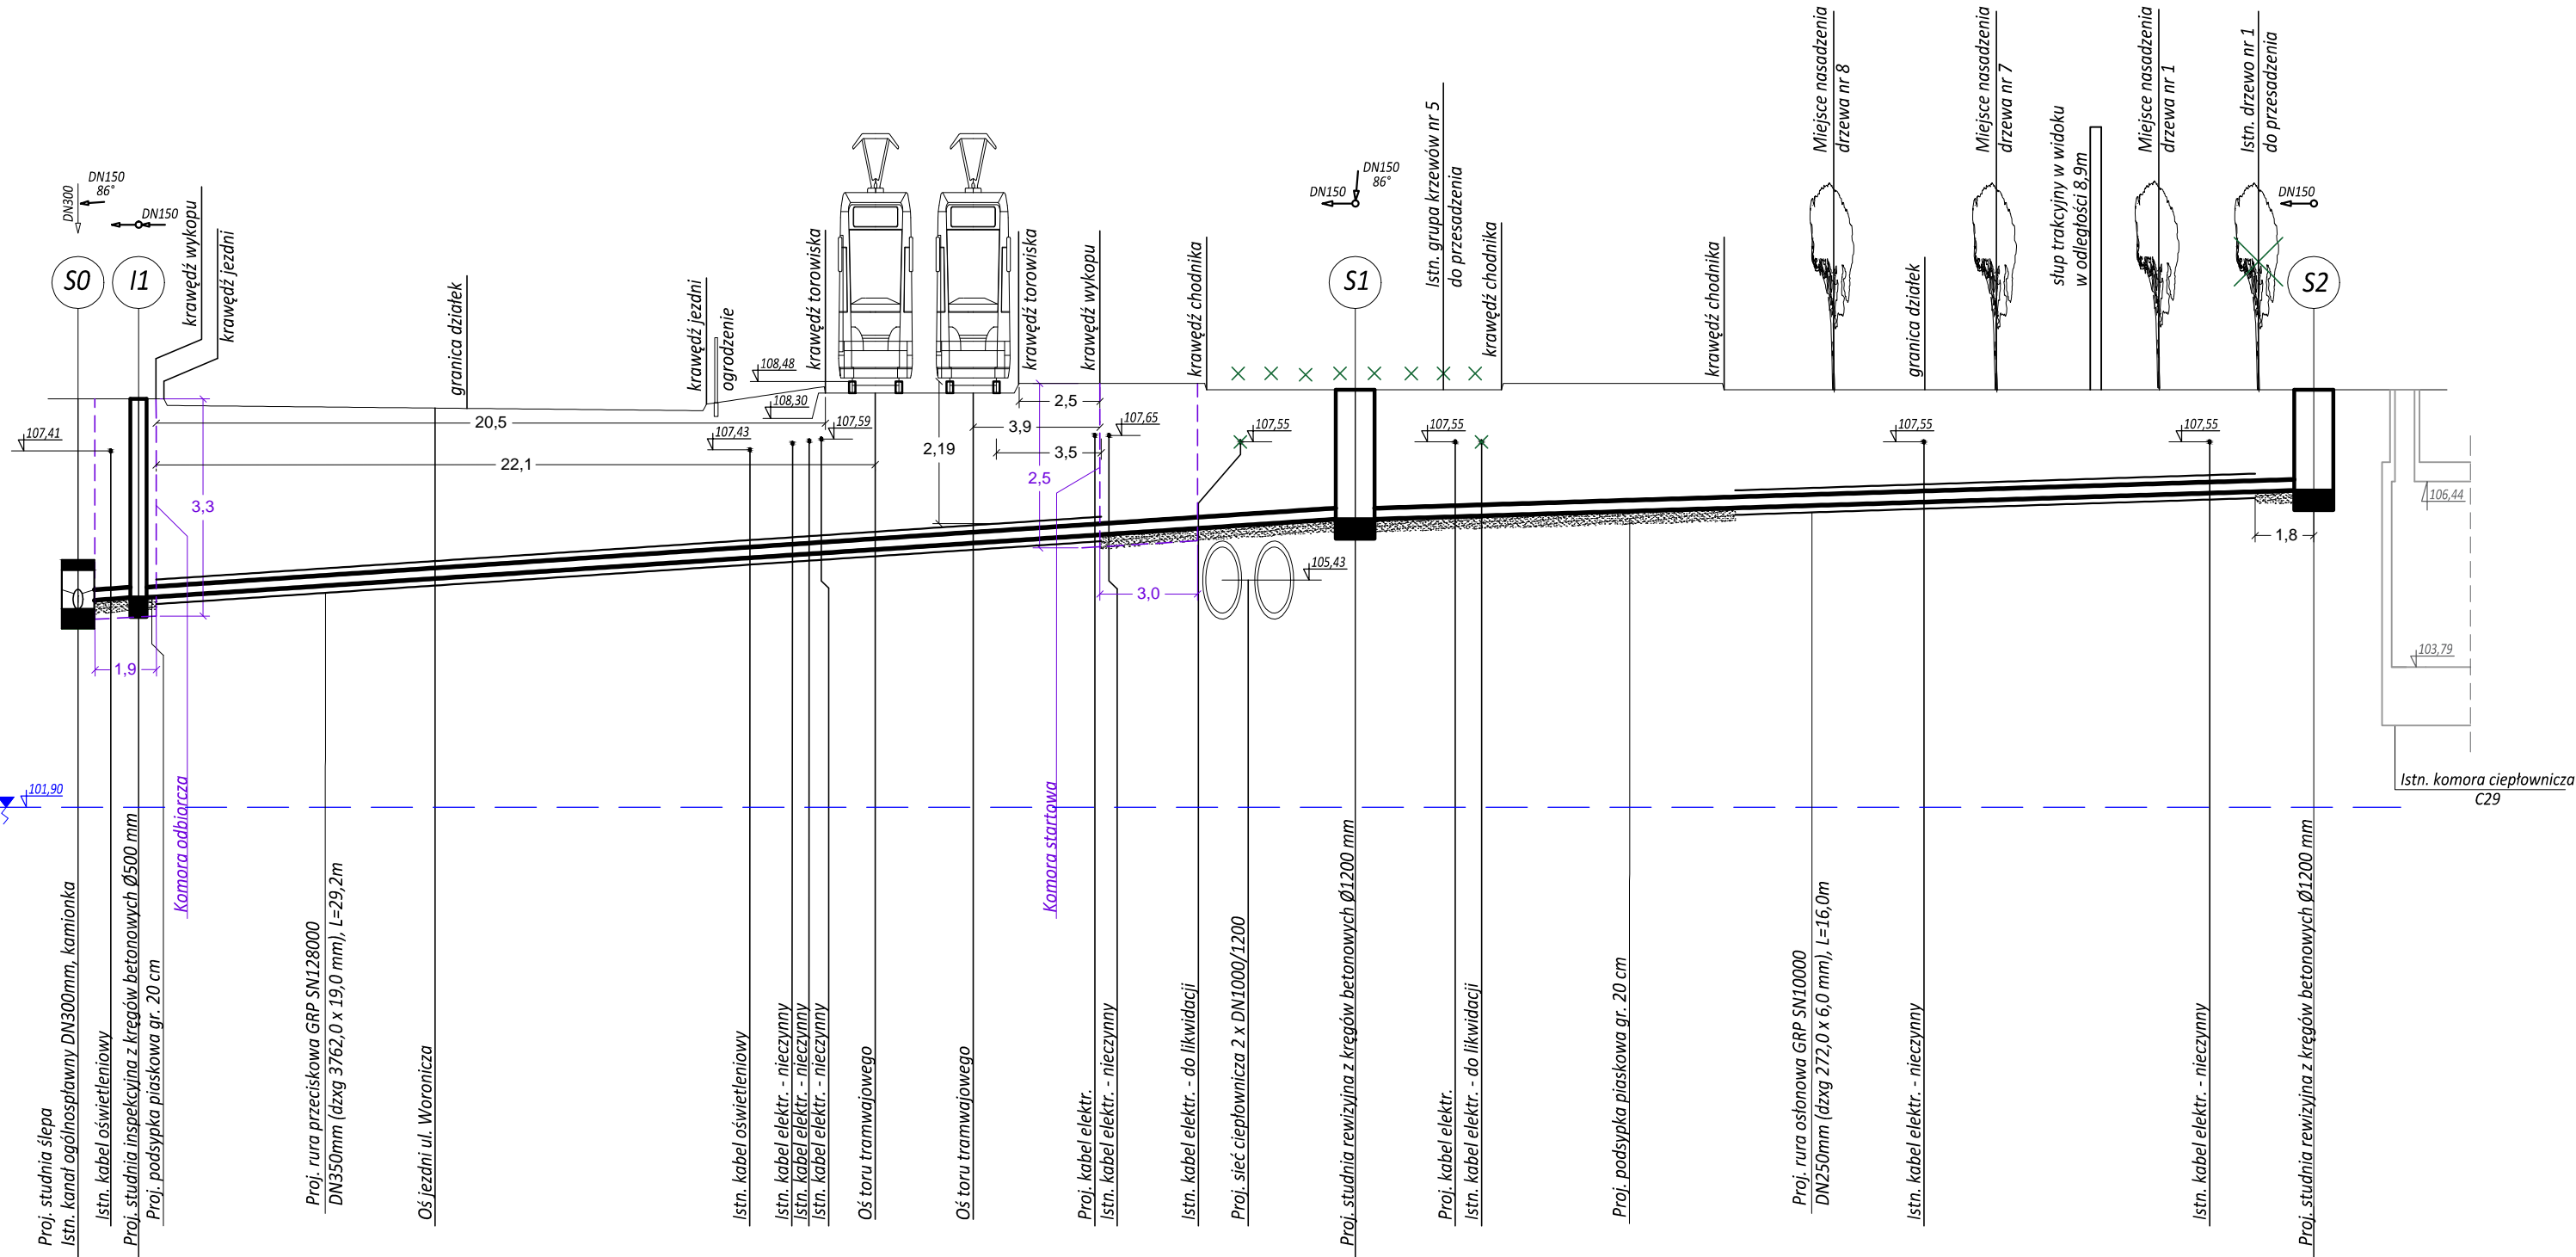 Miejsce nasadzenia
drzewa nr 8
Miejsce nasadzenia
drzewa nr 7
słup trakcyjny w widoku
w odległości 8,9m
Miejsce nasadzenia
drzewa nr 1
Istn. drzewo nr 1
do przesadzenia
DN300
DN150
86°
DN150
krawędź wykopu
krawędź jezdni
granica działek
krawędź jezdni
ogrodzenie
krawędź torowiska
krawędź torowiska
krawędź wykopu
krawędź chodnika
DN150
DN150
86°
Istn. grupa krzewów nr 5
do przesadzenia
krawędź chodnika
krawędź chodnika
granica działek
DN150
S0
I1
S1
S2
108,48
108,30
107,41
20,5
107,43
107,59
2,5
3,9
107,65
107,55
107,55
107,55
107,55
22,1
2,19
3,5
2,5
3,3
106,44
1,8
105,43
3,0
1,9
103,79
101,90
Komora odbiorcza
Komora startowa
Istn. komora ciepłownicza
C29
Proj. studnia ślepa
Istn. kanał ogólnospławny DN300mm, kamionka
Istn. kabel oświetleniowy
Proj. studnia inspekcyjna z kręgów betonowych Ø500 mm
Proj. podsypka piaskowa gr. 20 cm
Proj. rura przeciskowa GRP SN128000
DN350mm (dzxg 3762,0 x 19,0 mm), L=29,2m
Oś jezdni ul. Woronicza
Istn. kabel oświetleniowy
Istn. kabel elektr. - nieczynny
Istn. kabel elektr. - nieczynny
Istn. kabel elektr. - nieczynny
Oś toru tramwajowego
Oś toru tramwajowego
Proj. kabel elektr.
Istn. kabel elektr. - nieczynny
Istn. kabel elektr. - do likwidacji
Proj. sieć ciepłownicza 2 x DN1000/1200
Proj. studnia rewizyjna z kręgów betonowych Ø1200 mm
Proj. kabel elektr.
Istn. kabel elektr. - do likwidacji
Proj. podsypka piaskowa gr. 20 cm
Proj. rura osłonowa GRP SN10000
DN250mm (dzxg 272,0 x 6,0 mm), L=16,0m
Istn. kabel elektr. - nieczynny
Istn. kabel elektr. - nieczynny
Proj. studnia rewizyjna z kręgów betonowych Ø1200 mm